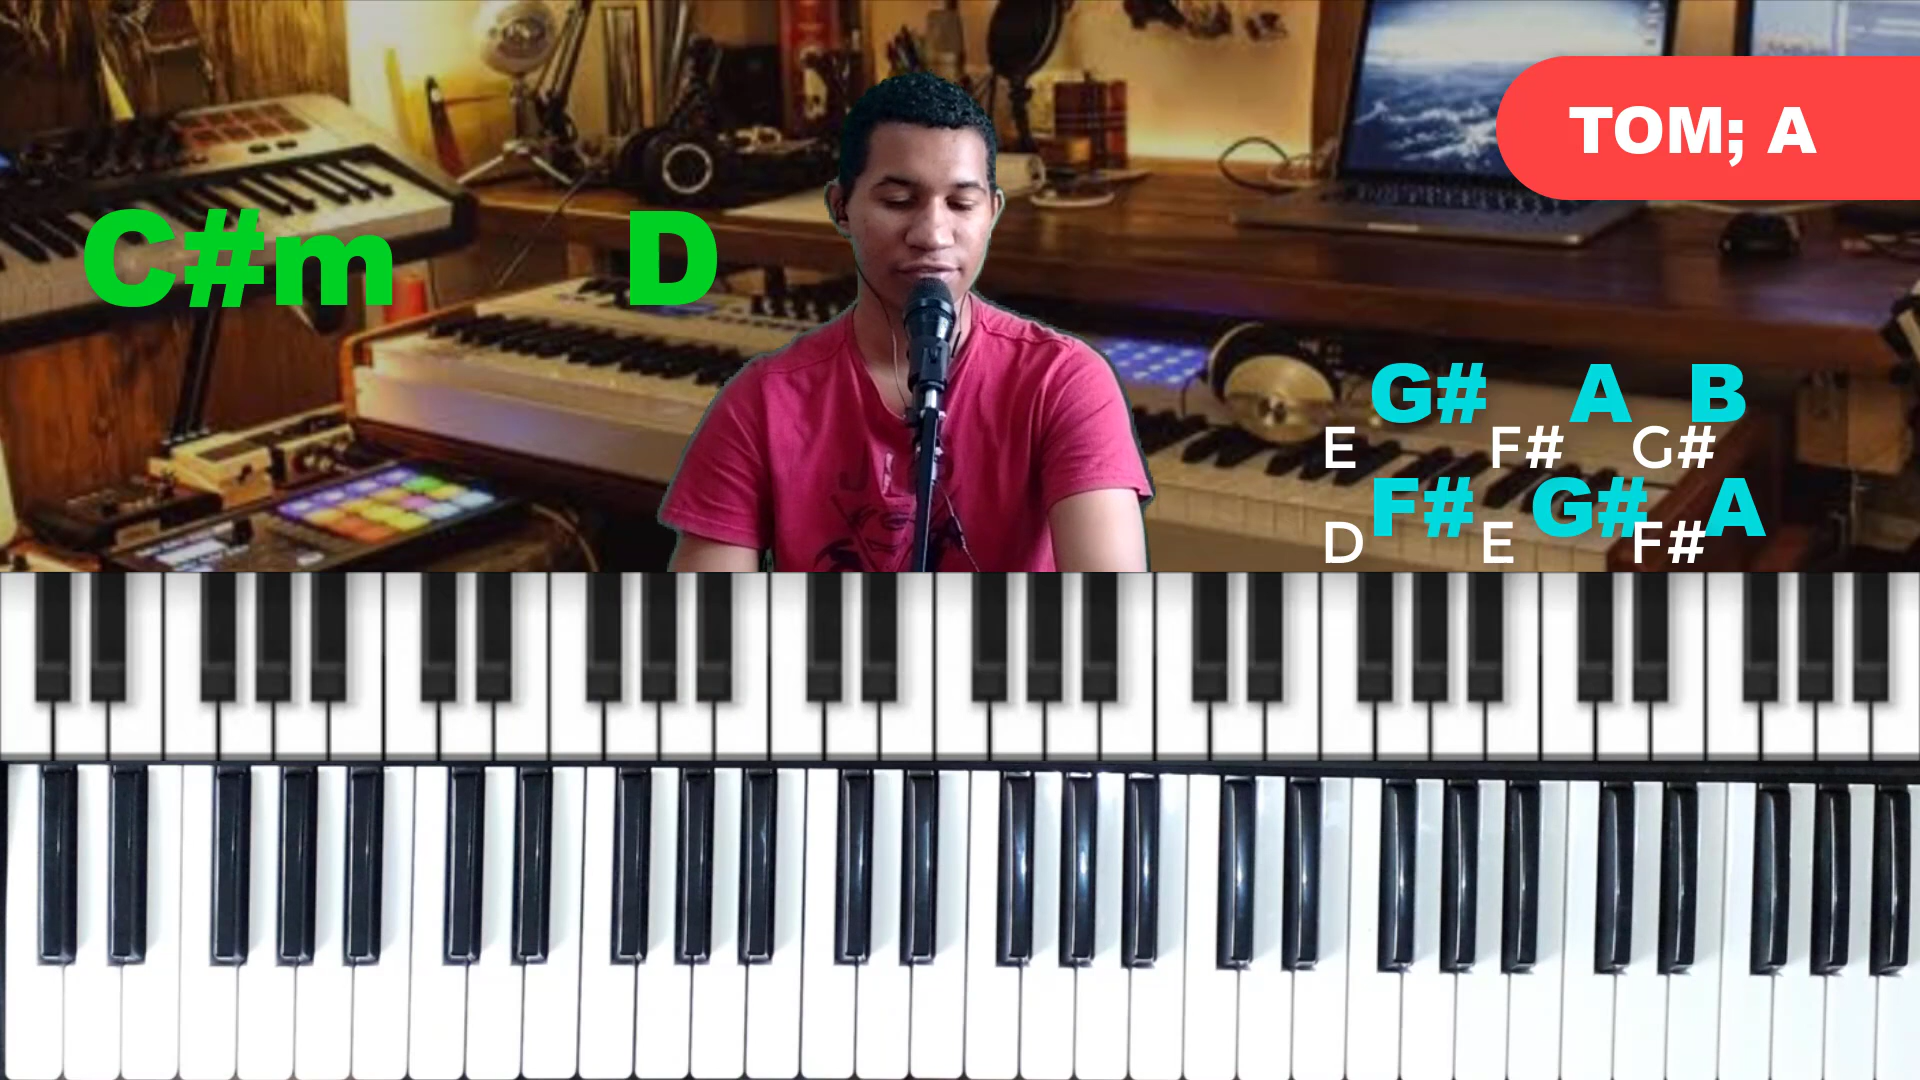 TOM; A
C#m D
G# A B
E F# G#
F# G# A
D E F#